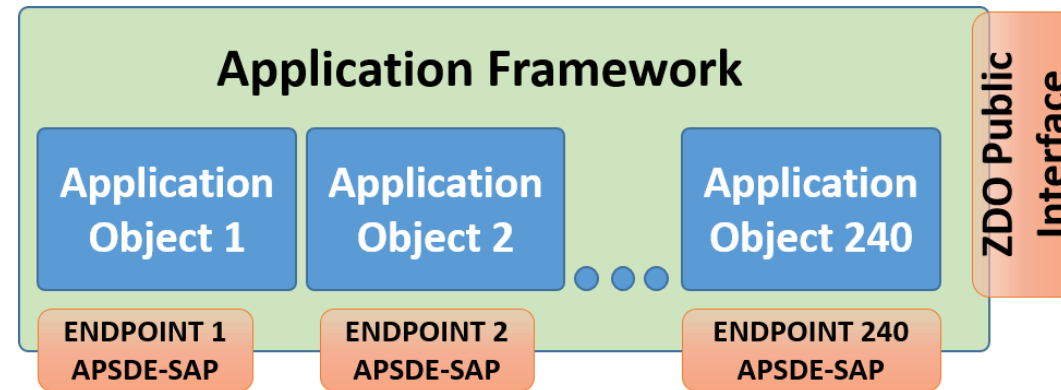 Application Framework
Application
Object 1
Application
Object 2
Application
Object 240
ZDO Public
Interface
ENDPOINT 1
APSDE-SAP
ENDPOINT 2
APSDE-SAP
ENDPOINT 240
APSDE-SAP